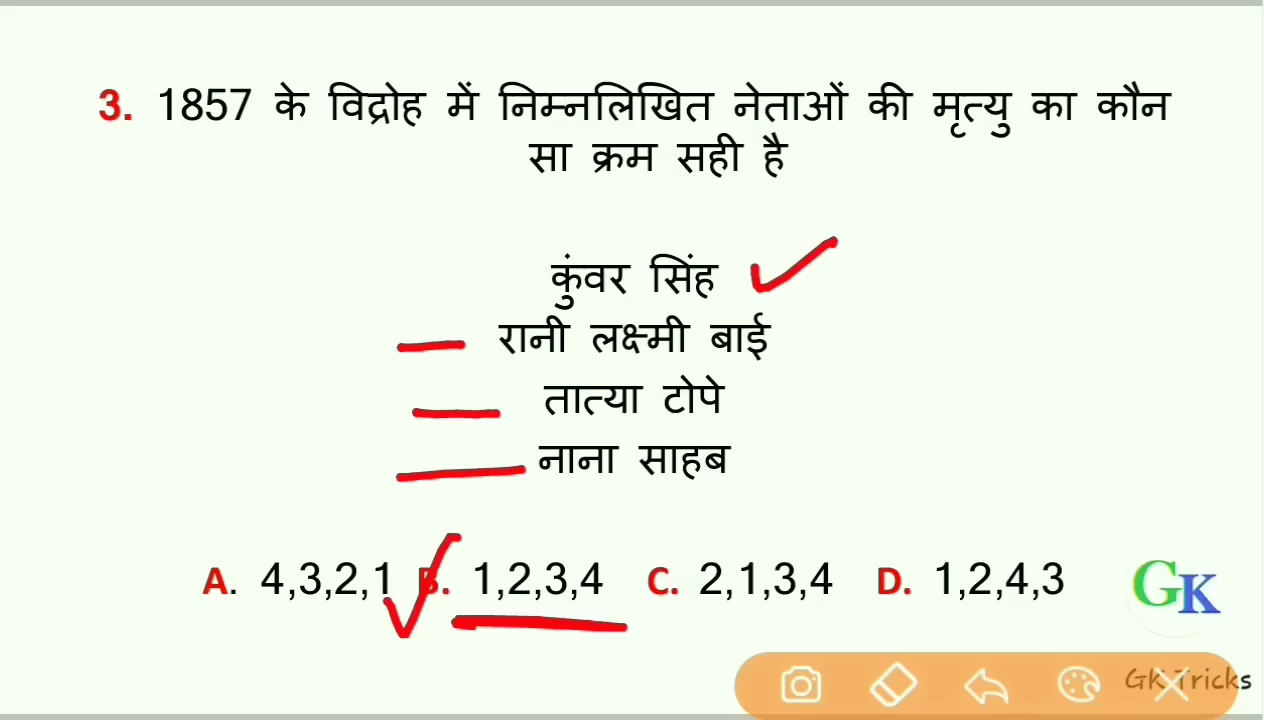 3. 1857 के विद्रोह में निम्नलिखित नेताओं की मृत्यु का कौन
सा क्रम सही है
कुंवर सिंह
रानी लक्ष्मी बाई
तात्या टोपे
नाना साहब
A. 4,3,2,1 B. 1,2,3,4 C. 2,1,3,4 D. 1,2,4,3
GK
GK Tricks